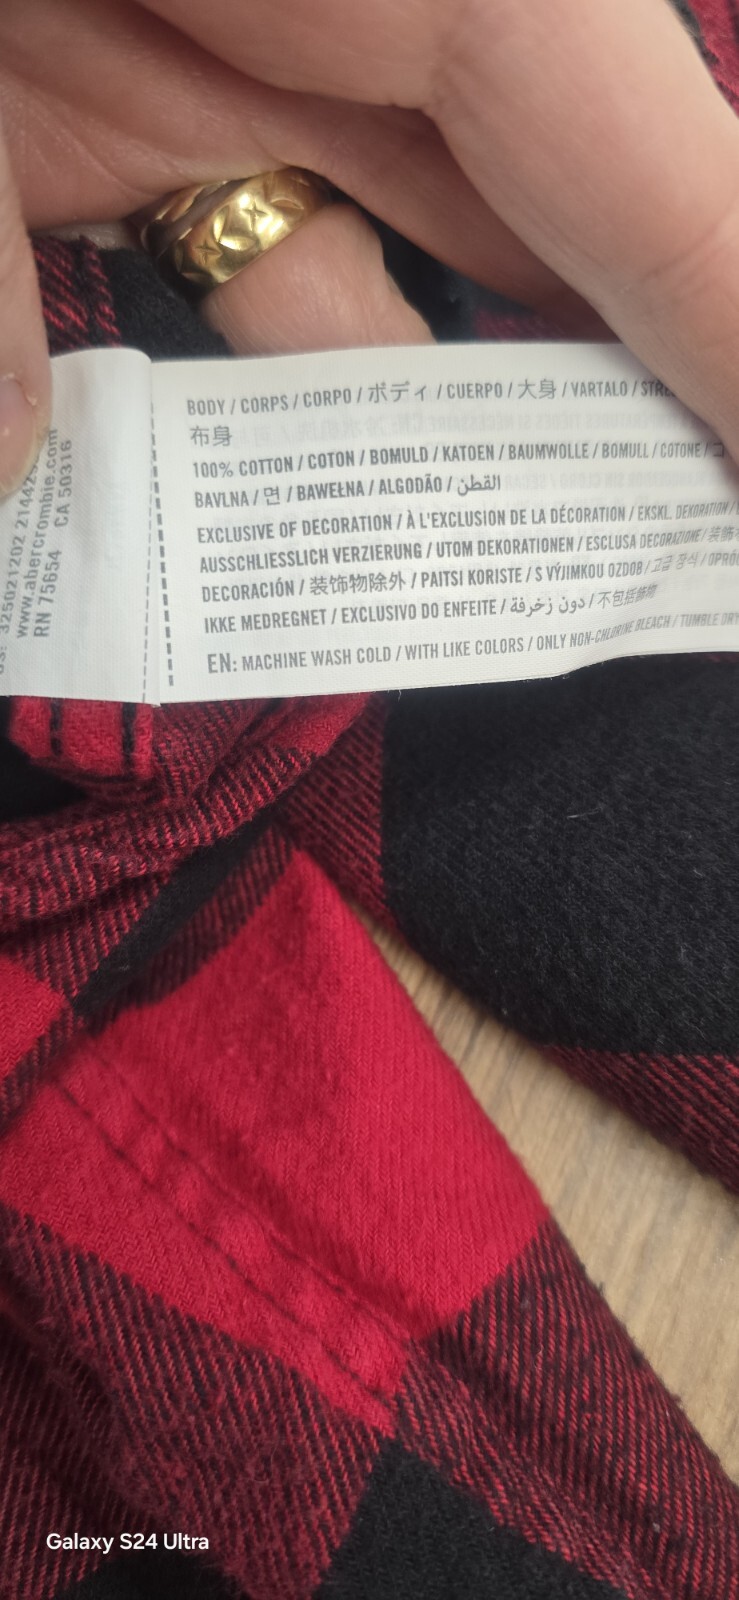 www.abercrombie.com
RN 75654 CA 50316
BODY / CORPS / CORPO / ボディ / CUERPO / 大身 / VARTALO /
布身
100% COTTON / COTON / BOMULD / KATOEN / BAUMWOLLE / BOMULL / COTONE /
BAVLNA / 면 / BAWEŁNA / ALGODÃO / القطن
EXCLUSIVE OF DECORATION / À L'EXCLUSION DE LA DÉCORATION / EKSKL. DEKORATION /
AUSSCHLIESSLICH VERZIERUNG / UTOM DEKORATIONEN / ESCLUSA DECORAZIONE /
DECORACIÓN / 装饰物除外 / PAITSI KORISTE / S VÝJIMKOU OZDOB / 고급 장식 /
IKKE MEDREGNET / EXCLUSIVO DO ENFEITE / دون زخرفة / 不包括飾物
EN: MACHINE WASH COLD / WITH LIKE COLORS / ONLY NON-CHLORINE BLEACH / TUMBLE DRY
Galaxy S24 Ultra